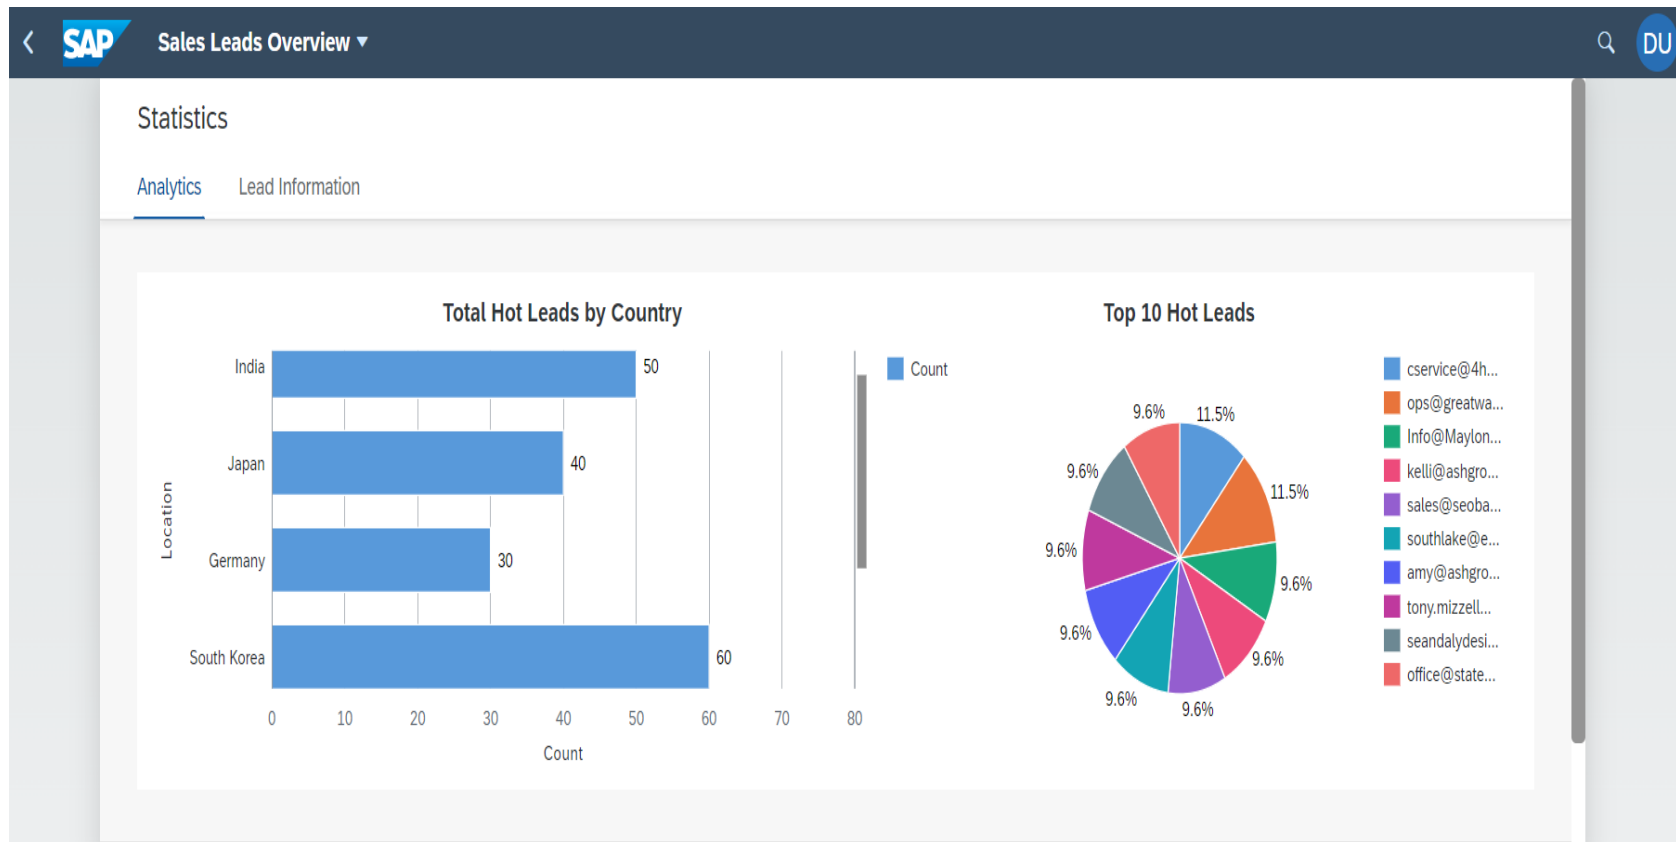 SAP
Sales Leads Overview
DU
Statistics
Analytics Lead Information
Total Hot Leads by Country
Location
India 50
Japan 40
Germany 30
South Korea 60
0 10 20 30 40 50 60 70 80
Count
Count
Top 10 Hot Leads
11.5%
11.5%
9.6%
9.6%
9.6%
9.6%
9.6%
9.6%
9.6%
9.6%
cservice@4h...
ops@greatwa...
Info@Maylon...
kelli@ashgro...
sales@seoba...
southlake@e...
amy@ashgro...
tony.mizzell...
seandalydesi...
office@state...